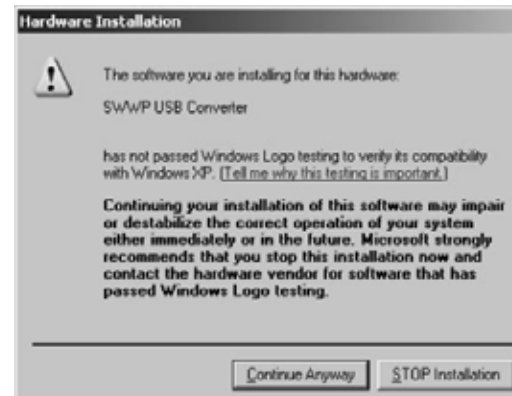 Hardware Installation
The software you are installing for this hardware:
SWWP USB Converter
has not passed Windows Logo testing to verify its compatibility
with Windows XP. (Tell me why this testing is important.)
Continuing your installation of this software may impair
or destabilize the correct operation of your system
either immediately or in the future. Microsoft strongly
recommends that you stop this installation now and
contact the hardware vendor for software that has
passed Windows Logo testing.
Continue Anyway
STOP Installation